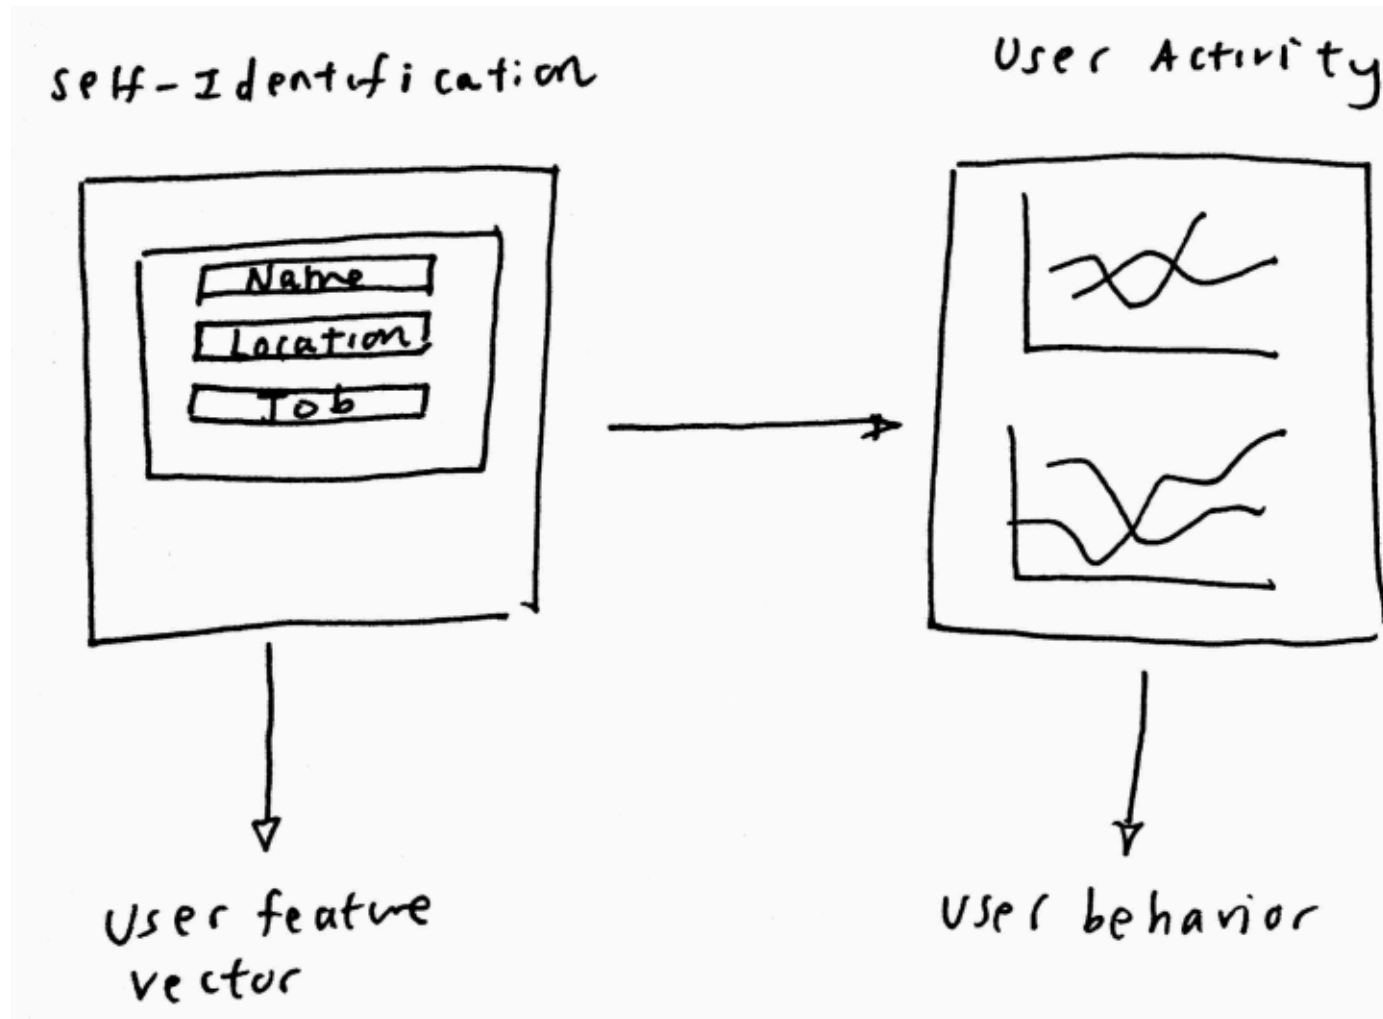 Self-Identification
User Activity
Name
Location
Job
User feature
vector
User behavior